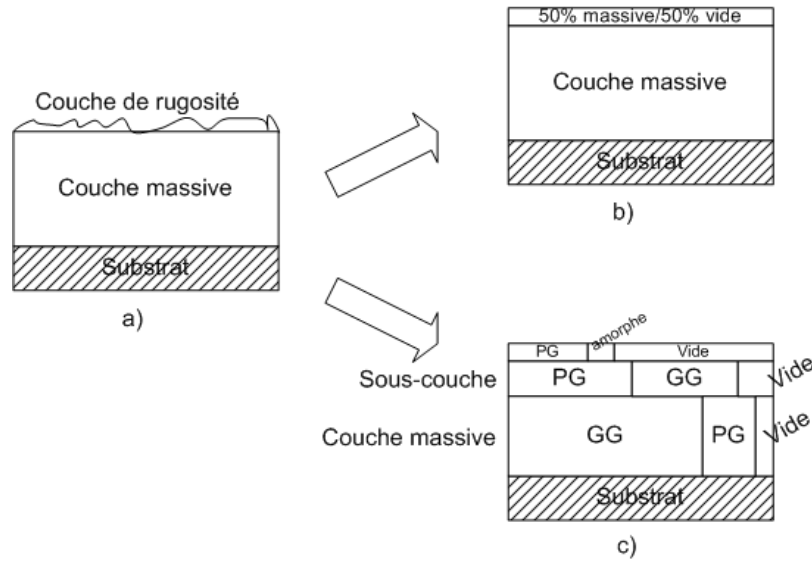 Couche de rugosité
Couche massive
Substrat
a)
50% massive/50% vide
Couche massive
Substrat
b)
PG amorphe Vide
Sous-couche PG GG Vide
Couche massive GG PG Vide
Substrat
c)